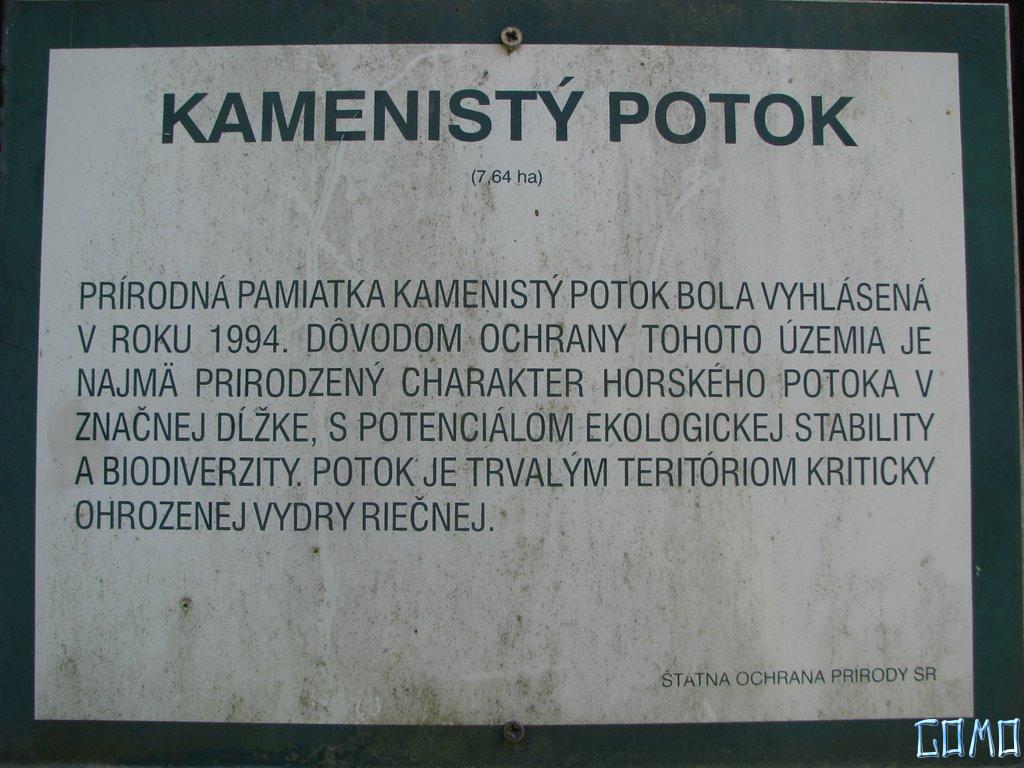 KAMENISTÝ POTOK
(7,64 ha)
PRÍRODNÁ PAMIATKA KAMENISTÝ POTOK BOLA VYHLÁSENÁ
V ROKU 1994. DÔVODOM OCHRANY TOHOTO ÚZEMIA JE
NAJMÄ PRIRODZENÝ CHARAKTER HORSKÉHO POTOKA V
ZNAČNEJ DĹŽKE, S POTENCIÁLOM EKOLOGICKEJ STABILITY
A BIODIVERZITY. POTOK JE TRVALÝM TERITÓRIOM KRITICKY
OHROZENEJ VYDRY RIEČNEJ.
ŠTATNA OCHRANA PRIRODY SR
GOMO